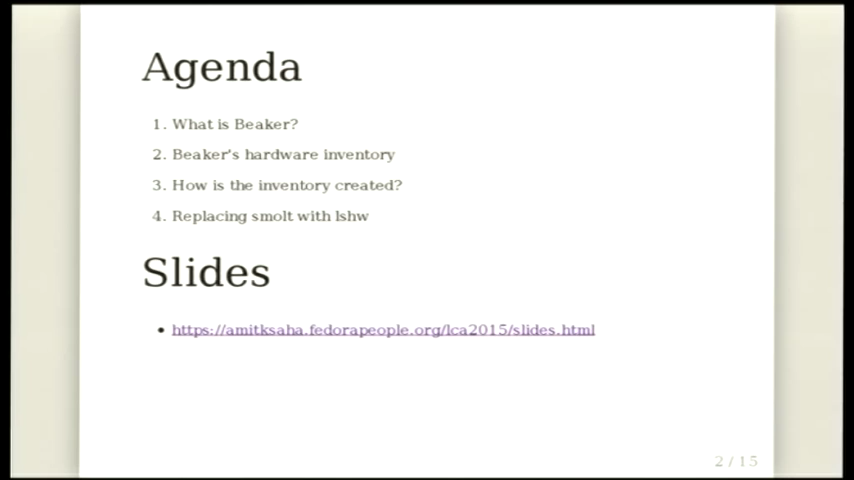 Agenda
1. What is Beaker?
2. Beaker's hardware inventory
3. How is the inventory created?
4. Replacing smolt with lshw
Slides
• https://amitksaha.fedorapeople.org/lca2015/slides.html
2 / 15